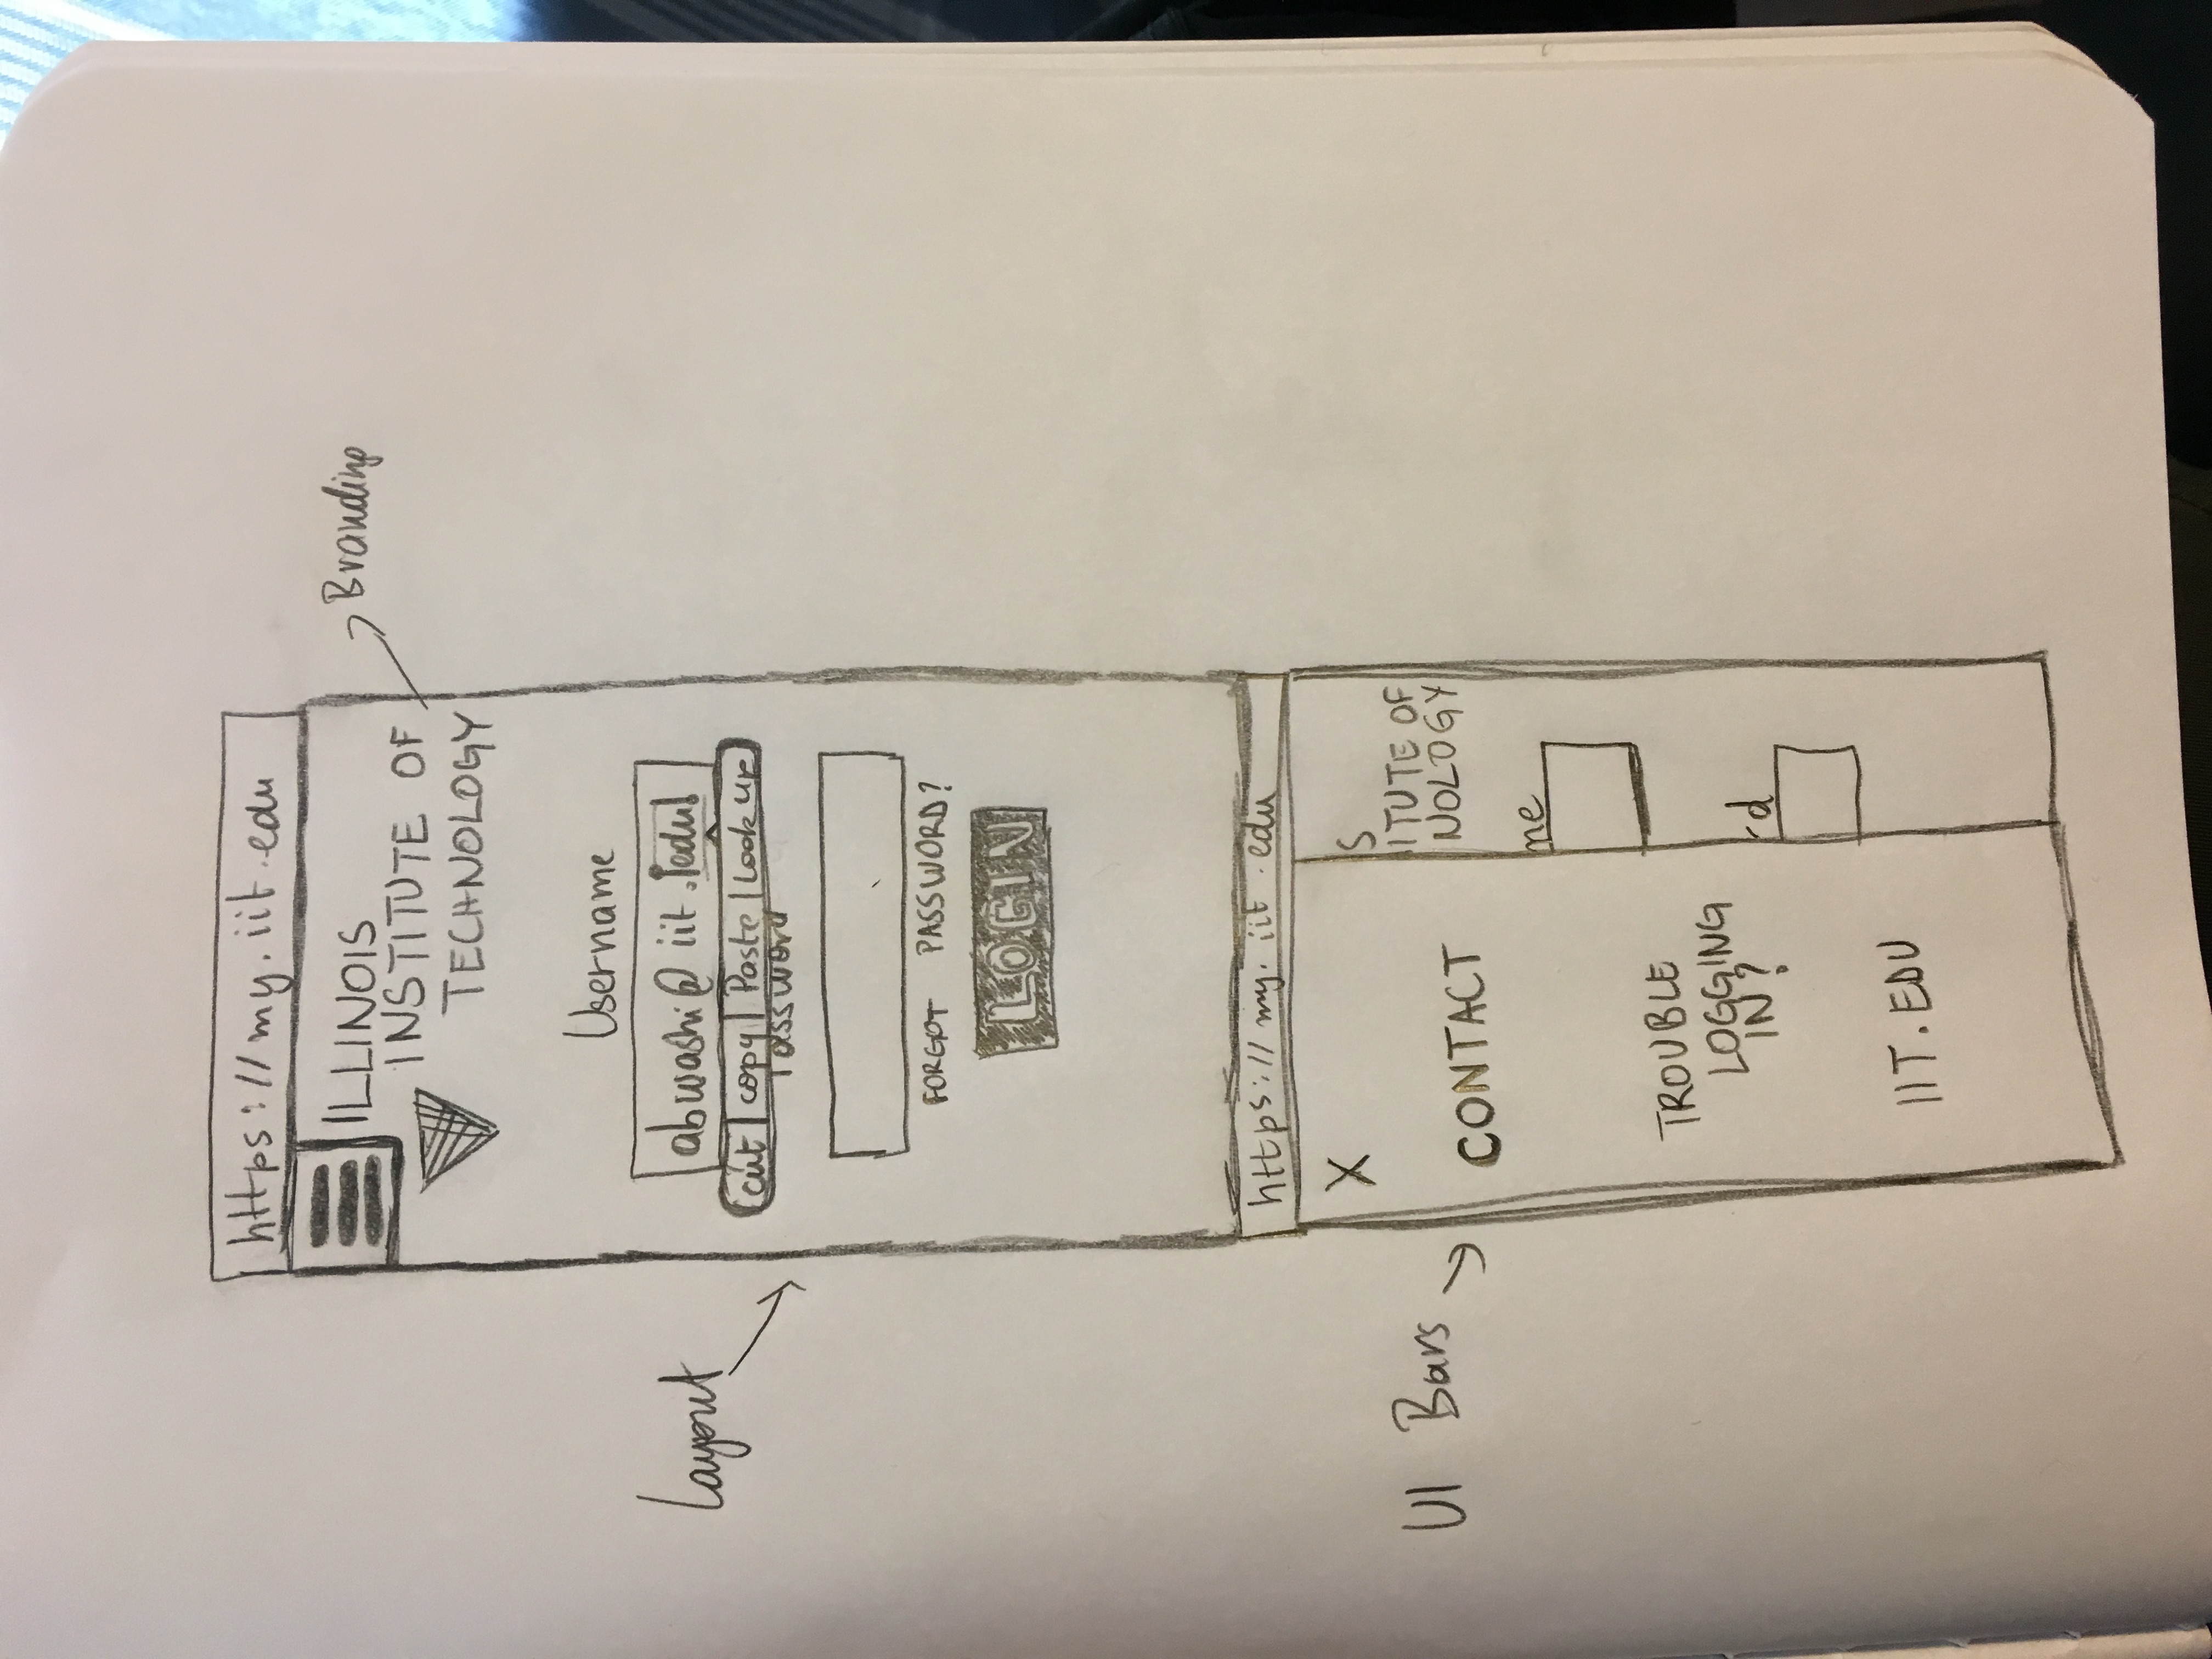 https://my.iit.edu
ILLINOIS
INSTITUTE OF
TECHNOLOGY
Branding
Username
abwashi@iit.edu
Layout
cut | copy | Paste | Look up
Password
FORGOT PASSWORD?
LOGIN
https://my.iit.edu
X
S
ITUTE OF
NOLOGY
UI Bars
CONTACT
me
TROUBLE
LOGGING
IN?
rd
IIT.EDU